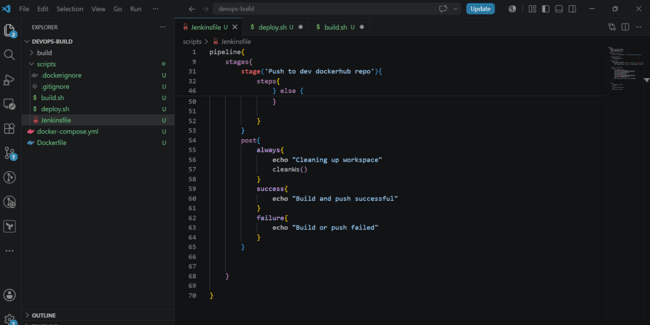 File Edit Selection View Go Run ··· devops-build Update
EXPLORER ···
Jenkinsfile U × $ deploy.sh U ● $ build.sh U ●
DEVOPS-BUILD
scripts > Jenkinsfile
> build
scripts
.dockerignore U
.gitignore U
$ build.sh U
$ deploy.sh U
Jenkinsfile U
docker-compose.yml U
Dockerfile U
> OUTLINE
1 pipeline{
9 stages{
31 stage('Push to dev dockerhub repo'){
32 steps{
46 } else {
50 }
51
52 }
53 }
54 post{
55 always{
56 echo "Cleaning up workspace"
57 cleanWs()
58 }
59 success{
60 echo "Build and push successful"
61 }
62 failure{
63 echo "Build or push failed"
64 }
65 }
66
67
68 }
69
70 }